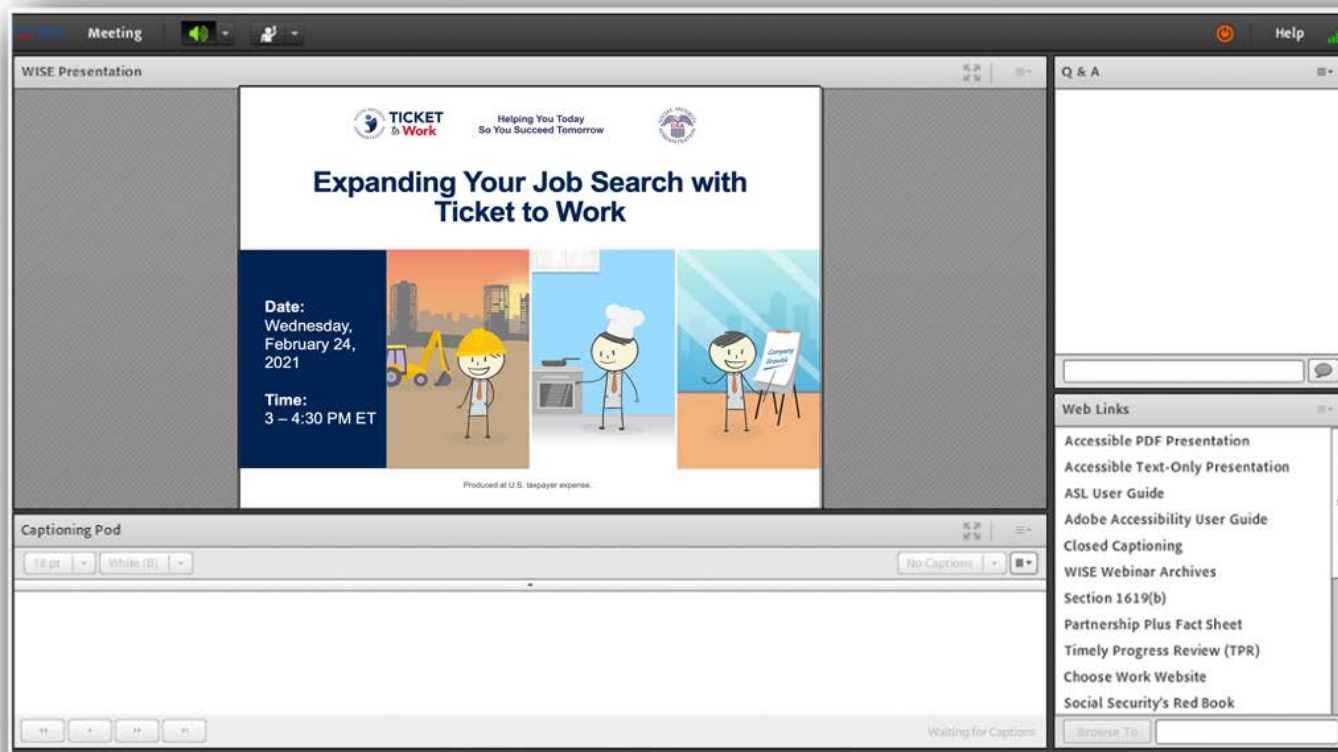 Meeting
Help
WISE Presentation
TICKET
to Work
Helping You Today
So You Succeed Tomorrow
SOCIAL SECURITY ADMINISTRATION
USA
Expanding Your Job Search with
Ticket to Work
Date:
Wednesday,
February 24,
2021
Time:
3 – 4:30 PM ET
Company
Growth
Produced at U.S. taxpayer expense.
Captioning Pod
18 pt
White (B)
No Captions
Waiting for Captions
Q & A
Web Links
Accessible PDF Presentation
Accessible Text-Only Presentation
ASL User Guide
Adobe Accessibility User Guide
Closed Captioning
WISE Webinar Archives
Section 1619(b)
Partnership Plus Fact Sheet
Timely Progress Review (TPR)
Choose Work Website
Social Security's Red Book
Browse To